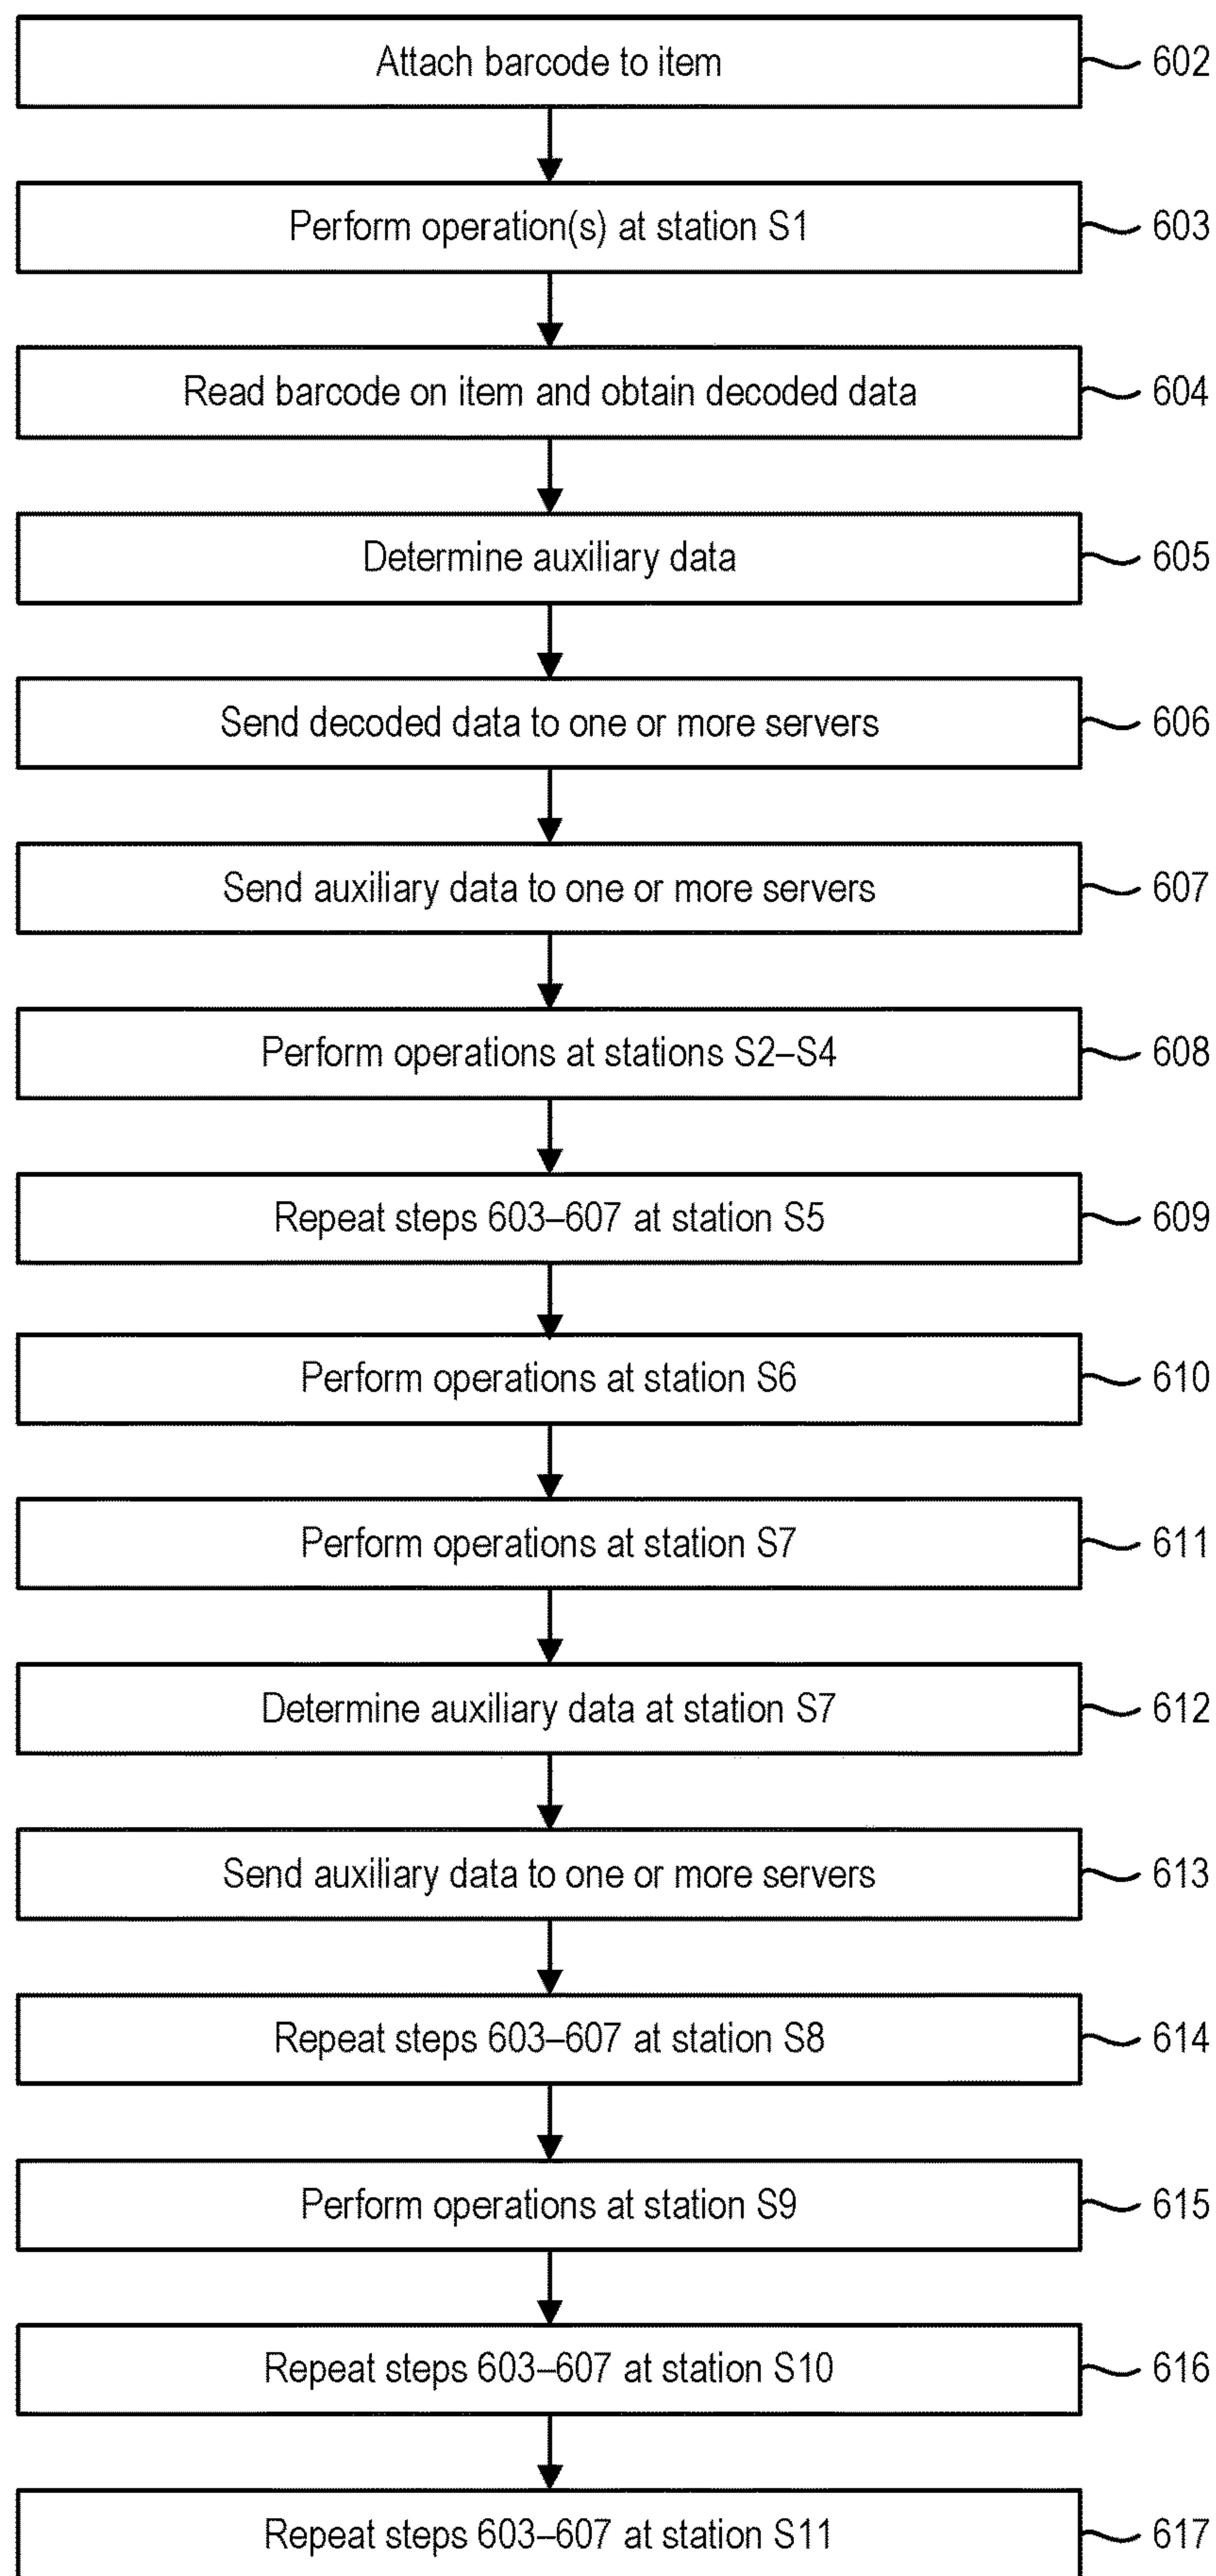 Attach barcode to item 602
Perform operation(s) at station S1 603
Read barcode on item and obtain decoded data 604
Determine auxiliary data 605
Send decoded data to one or more servers 606
Send auxiliary data to one or more servers 607
Perform operations at stations S2–S4 608
Repeat steps 603–607 at station S5 609
Perform operations at station S6 610
Perform operations at station S7 611
Determine auxiliary data at station S7 612
Send auxiliary data to one or more servers 613
Repeat steps 603–607 at station S8 614
Perform operations at station S9 615
Repeat steps 603–607 at station S10 616
Repeat steps 603–607 at station S11 617